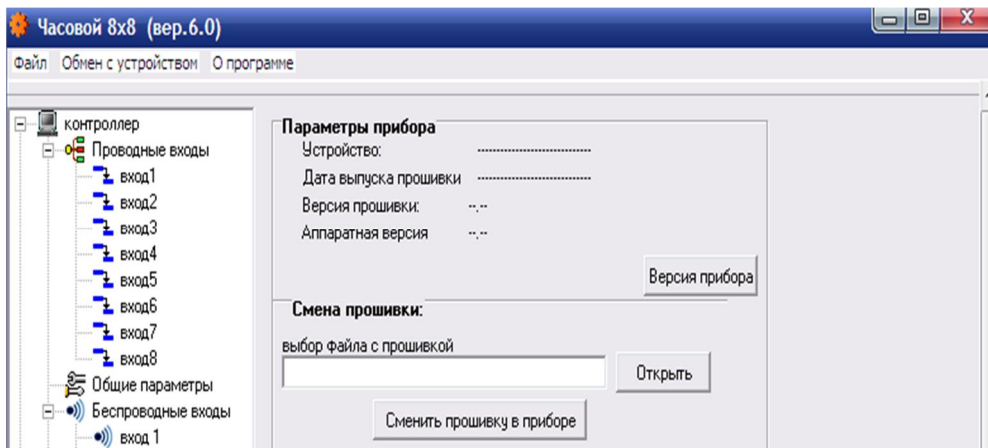 Часовой 8x8 (вер.6.0)
Файл Обмен с устройством О программе
контроллер
Проводные входы
вход1
вход2
вход3
вход4
вход5
вход6
вход7
вход8
Общие параметры
Беспроводные входы
вход 1
Параметры прибора
Устройство: ----------------------------
Дата выпуска прошивки ----------------------------
Версия прошивки: --.--
Аппаратная версия --.--
Версия прибора
Смена прошивки:
выбор файла с прошивкой
Открыть
Сменить прошивку в приборе